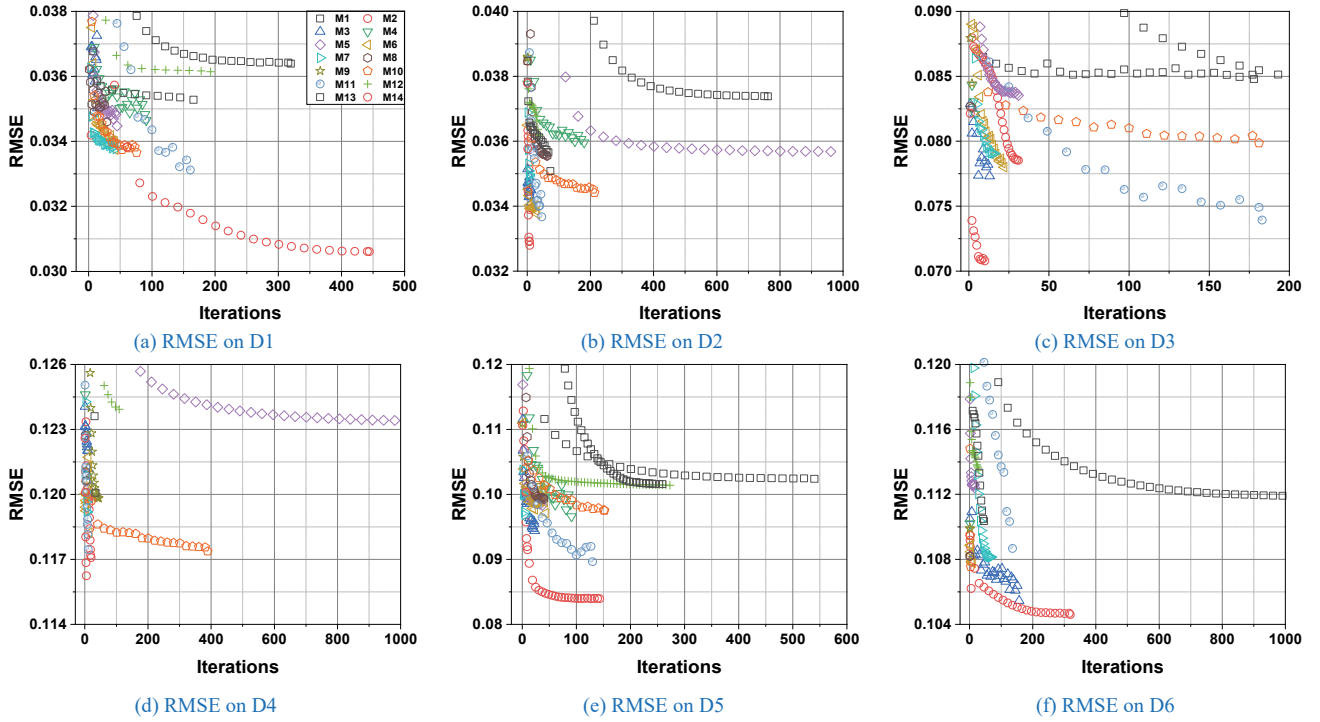 0.038
0.036
0.034
0.032
0.030
RMSE
0 100 200 300 400 500
Iterations
M1 M2
M3 M4
M5 M6
M7 M8
M9 M10
M11 M12
M13 M14
(a) RMSE on D1
0.040
0.038
0.036
0.034
0.032
RMSE
0 200 400 600 800 1000
Iterations
(b) RMSE on D2
0.090
0.085
0.080
0.075
0.070
RMSE
0 50 100 150 200
Iterations
(c) RMSE on D3
0.126
0.123
0.120
0.117
0.114
RMSE
0 200 400 600 800 1000
Iterations
(d) RMSE on D4
0.12
0.11
0.10
0.09
0.08
RMSE
0 100 200 300 400 500 600
Iterations
(e) RMSE on D5
0.120
0.116
0.112
0.108
0.104
RMSE
0 200 400 600 800 1000
Iterations
(f) RMSE on D6